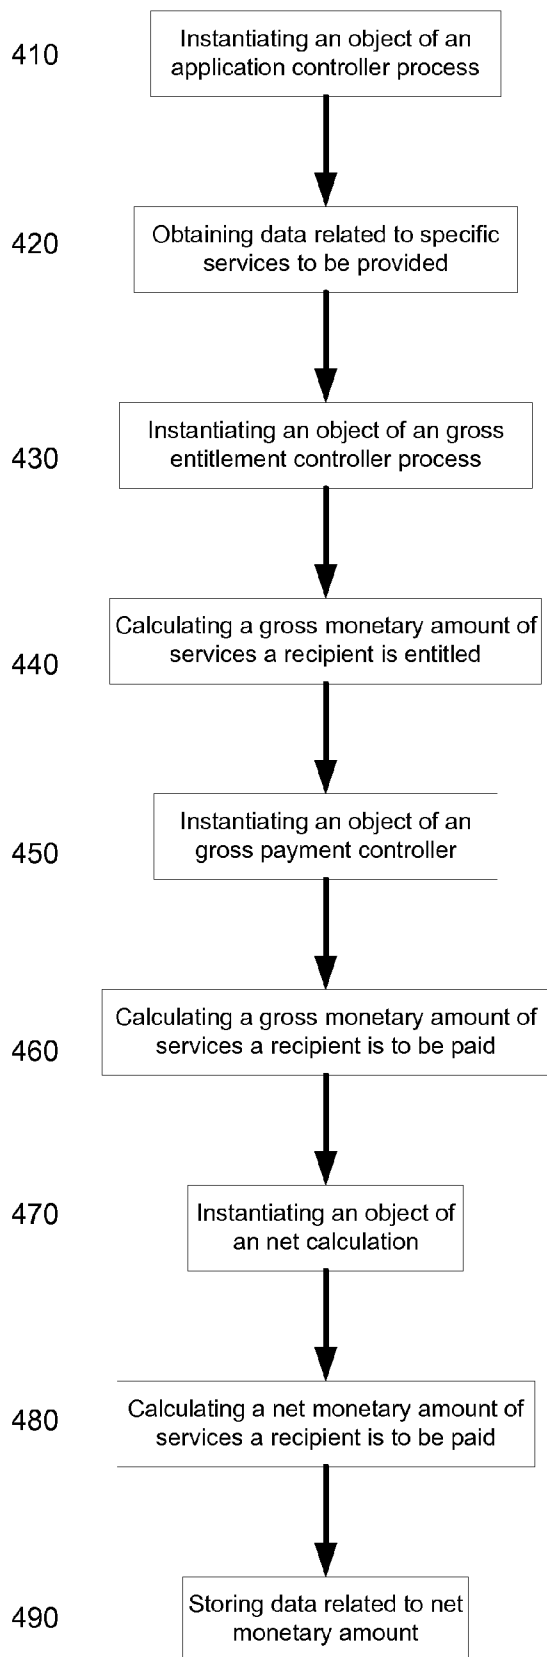 410
Instantiating an object of an
application controller process
420
Obtaining data related to specific
services to be provided
430
Instantiating an object of an gross
entitlement controller process
440
Calculating a gross monetary amount of
services a recipient is entitled
450
Instantiating an object of an
gross payment controller
460
Calculating a gross monetary amount of
services a recipient is to be paid
470
Instantiating an object of
an net calculation
480
Calculating a net monetary amount of
services a recipient is to be paid
490
Storing data related to net
monetary amount